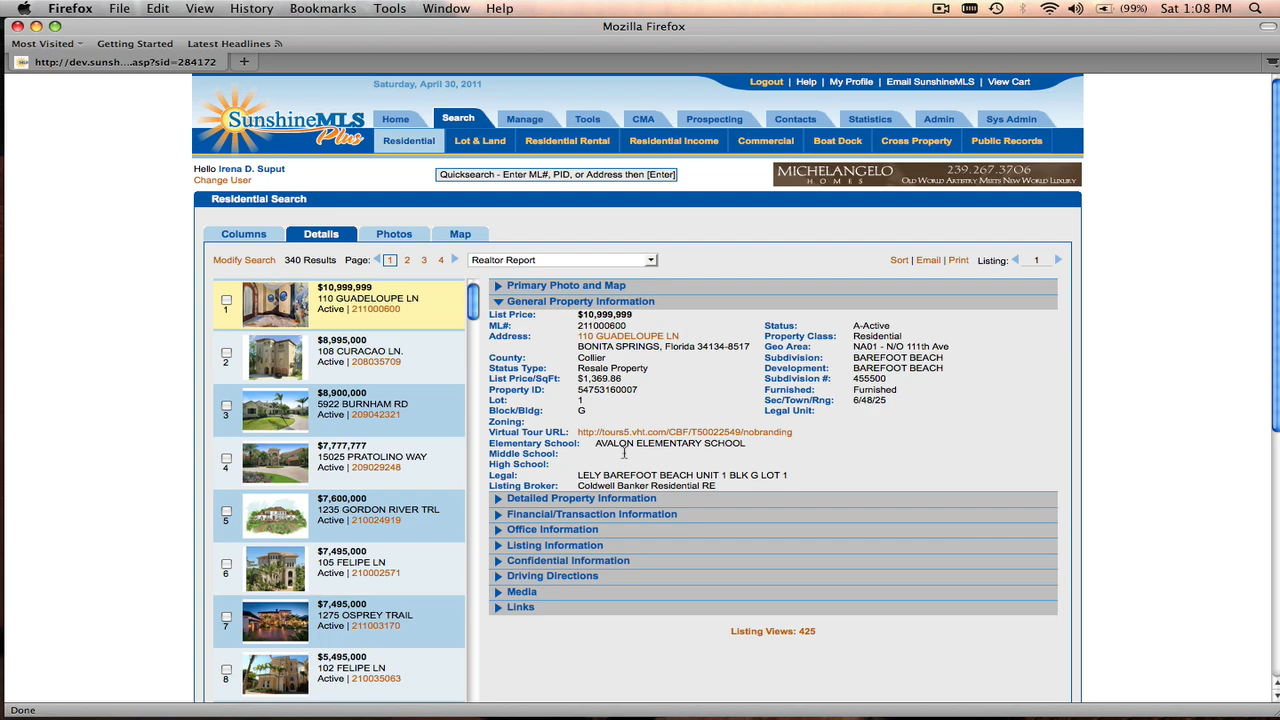 Firefox File Edit View History Bookmarks Tools Window Help (99%) Sat 1:08 PM
Mozilla Firefox
Most Visited Getting Started Latest Headlines
http://dev.sunsh....asp?sid=284172 +
Saturday, April 30, 2011 Logout | Help | My Profile | Email SunshineMLS | View Cart
SunshineMLS Plus
Home Search Manage Tools CMA Prospecting Contacts Statistics Admin Sys Admin
Residential Lot & Land Residential Rental Residential Income Commercial Boat Dock Cross Property Public Records
Hello Irena D. Suput
Change User
Quicksearch - Enter ML#, PID, or Address then [Enter]
MICHELANGELO HOMES 239.267.3706
OLD WORLD ARTISTRY MEETS NEW WORLD LUXURY
Residential Search
Columns Details Photos Map
Modify Search 340 Results Page: 1 2 3 4 Realtor Report Sort | Email | Print Listing: 1
1
$10,999,999
110 GUADELOUPE LN
Active | 211000600
2
$8,995,000
108 CURACAO LN.
Active | 208035709
3
$8,900,000
5922 BURNHAM RD
Active | 209042321
4
$7,777,777
15025 PRATOLINO WAY
Active | 209029248
5
$7,600,000
1235 GORDON RIVER TRL
Active | 210024919
6
$7,495,000
105 FELIPE LN
Active | 210002571
7
$7,495,000
1275 OSPREY TRAIL
Active | 211003170
8
$5,495,000
102 FELIPE LN
Active | 210035063
Primary Photo and Map
General Property Information
List Price: $10,999,999
ML#: 211000600 Status: A-Active
Address: 110 GUADELOUPE LN Property Class: Residential
BONITA SPRINGS, Florida 34134-8517 Geo Area: NA01 - N/O 111th Ave
County: Collier Subdivision: BAREFOOT BEACH
Status Type: Resale Property Development: BAREFOOT BEACH
List Price/SqFt: $1,369.86 Subdivision #: 455500
Property ID: 54753160007 Furnished: Furnished
Lot: 1 Sec/Town/Rng: 6/48/25
Block/Bldg: G Legal Unit:
Zoning:
Virtual Tour URL: http://tours5.vht.com/CBF/T50022549/nobranding
Elementary School: AVALON ELEMENTARY SCHOOL
Middle School:
High School:
Legal: LELY BAREFOOT BEACH UNIT 1 BLK G LOT 1
Listing Broker: Coldwell Banker Residential RE
Detailed Property Information
Financial/Transaction Information
Office Information
Listing Information
Confidential Information
Driving Directions
Media
Links
Listing Views: 425
Done